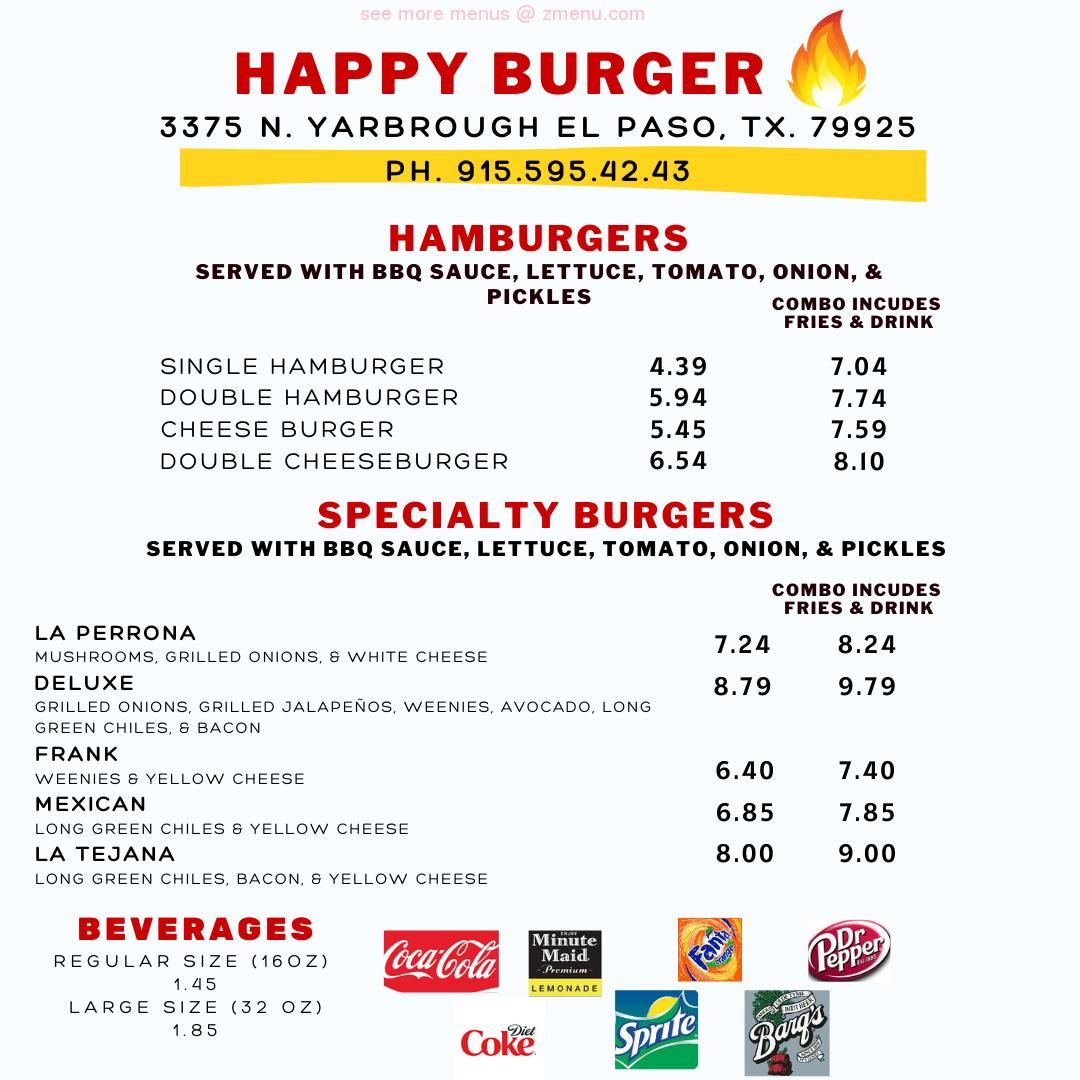 see more menus @ zmenu.com
HAPPY BURGER
3375 N. YARBROUGH EL PASO, TX. 79925
PH. 915.595.42.43
HAMBURGERS
SERVED WITH BBQ SAUCE, LETTUCE, TOMATO, ONION, &
PICKLES
COMBO INCUDES
FRIES & DRINK
SINGLE HAMBURGER 4.39 7.04
DOUBLE HAMBURGER 5.94 7.74
CHEESE BURGER 5.45 7.59
DOUBLE CHEESEBURGER 6.54 8.10
SPECIALTY BURGERS
SERVED WITH BBQ SAUCE, LETTUCE, TOMATO, ONION, & PICKLES
COMBO INCUDES
FRIES & DRINK
LA PERRONA 7.24 8.24
MUSHROOMS, GRILLED ONIONS, & WHITE CHEESE
DELUXE 8.79 9.79
GRILLED ONIONS, GRILLED JALAPEÑOS, WEENIES, AVOCADO, LONG
GREEN CHILES, & BACON
FRANK 6.40 7.40
WEENIES & YELLOW CHEESE
MEXICAN 6.85 7.85
LONG GREEN CHILES & YELLOW CHEESE
LA TEJANA 8.00 9.00
LONG GREEN CHILES, BACON, & YELLOW CHEESE
BEVERAGES
REGULAR SIZE (16OZ)
1.45
LARGE SIZE (32 OZ)
1.85
Coca-Cola
ENJOY
Minute
Maid
Premium
LEMONADE
Fanta
orange
Dr
Pepper
EST. 1885
Diet
Coke
Sprite
Barq's